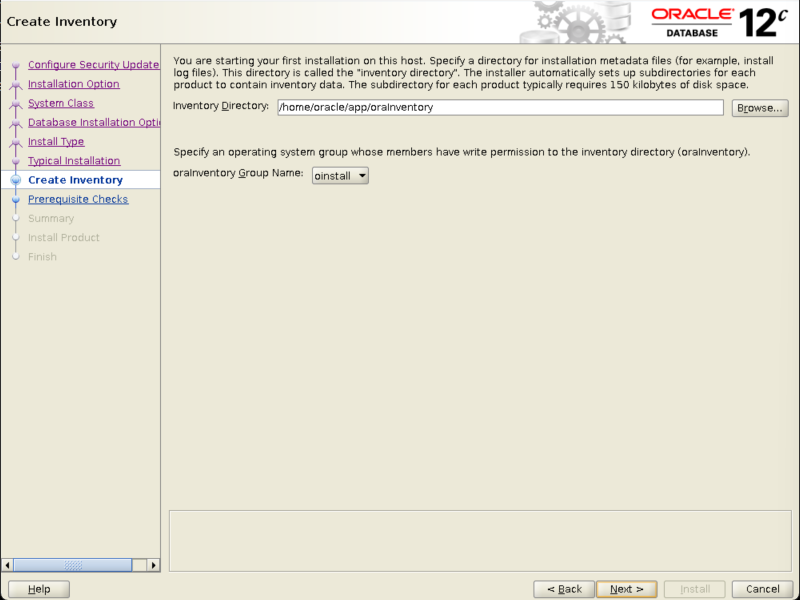 Create Inventory
ORACLE
DATABASE
12c
Configure Security Update
Installation Option
System Class
Database Installation Optio
Install Type
Typical Installation
Create Inventory
Prerequisite Checks
Summary
Install Product
Finish
You are starting your first installation on this host. Specify a directory for installation metadata files (for example, install
log files). This directory is called the "inventory directory". The installer automatically sets up subdirectories for each
product to contain inventory data. The subdirectory for each product typically requires 150 kilobytes of disk space.
Inventory Directory: /home/oracle/app/oraInventory Browse...
Specify an operating system group whose members have write permission to the inventory directory (oraInventory).
oraInventory Group Name: oinstall
Help
< Back
Next >
Install
Cancel